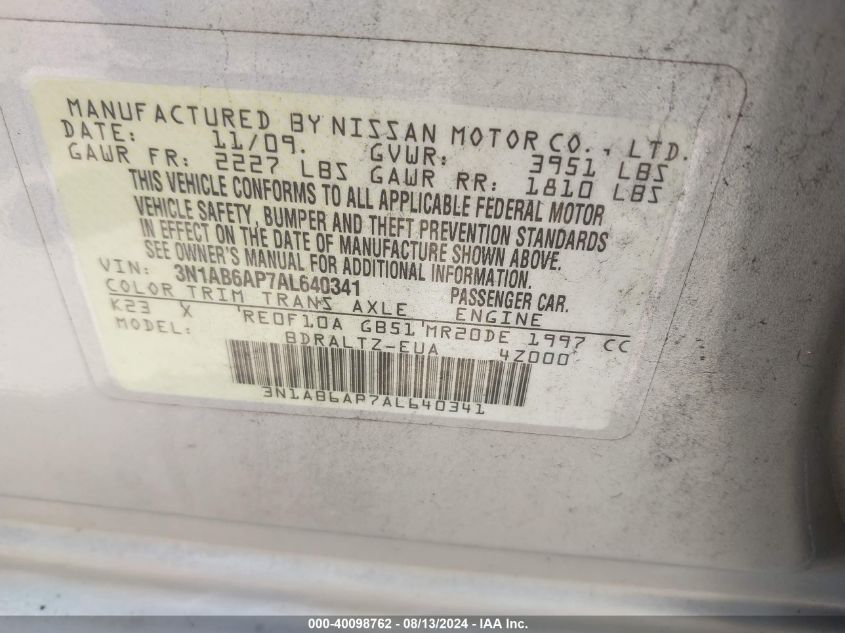 MANUFACTURED BY NISSAN MOTOR CO., LTD.
DATE: 11/09. GVWR: 3951 LBS
GAWR FR: 2227 LBS GAWR RR: 1810 LBS
THIS VEHICLE CONFORMS TO ALL APPLICABLE FEDERAL MOTOR
VEHICLE SAFETY, BUMPER AND THEFT PREVENTION STANDARDS
IN EFFECT ON THE DATE OF MANUFACTURE SHOWN ABOVE.
SEE OWNER'S MANUAL FOR ADDITIONAL INFORMATION.
VIN: 3N1AB6AP7AL640341 PASSENGER CAR.
COLOR TRIM TRANS AXLE ENGINE
K23 X 'RE0F10A GB51'MR20DE 1997 CC
MODEL: BDRALTZ-EUA 4Z000
3N1AB6AP7AL640341
000-40098762 - 08/13/2024 - IAA Inc.